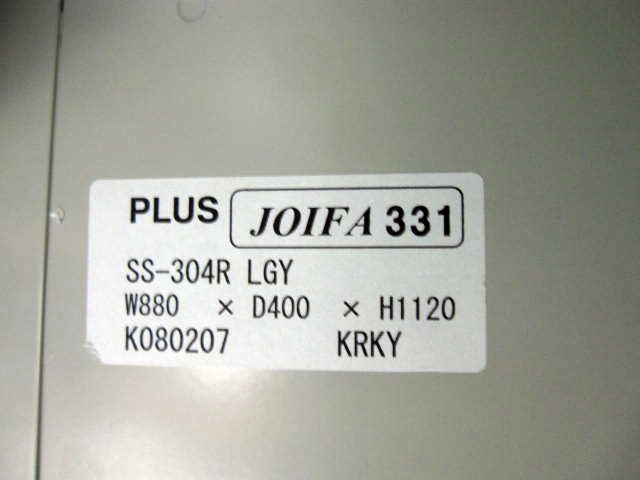 PLUS JOIFA 331
SS-304R LGY
W880 × D400 × H1120
K080207 KRKY